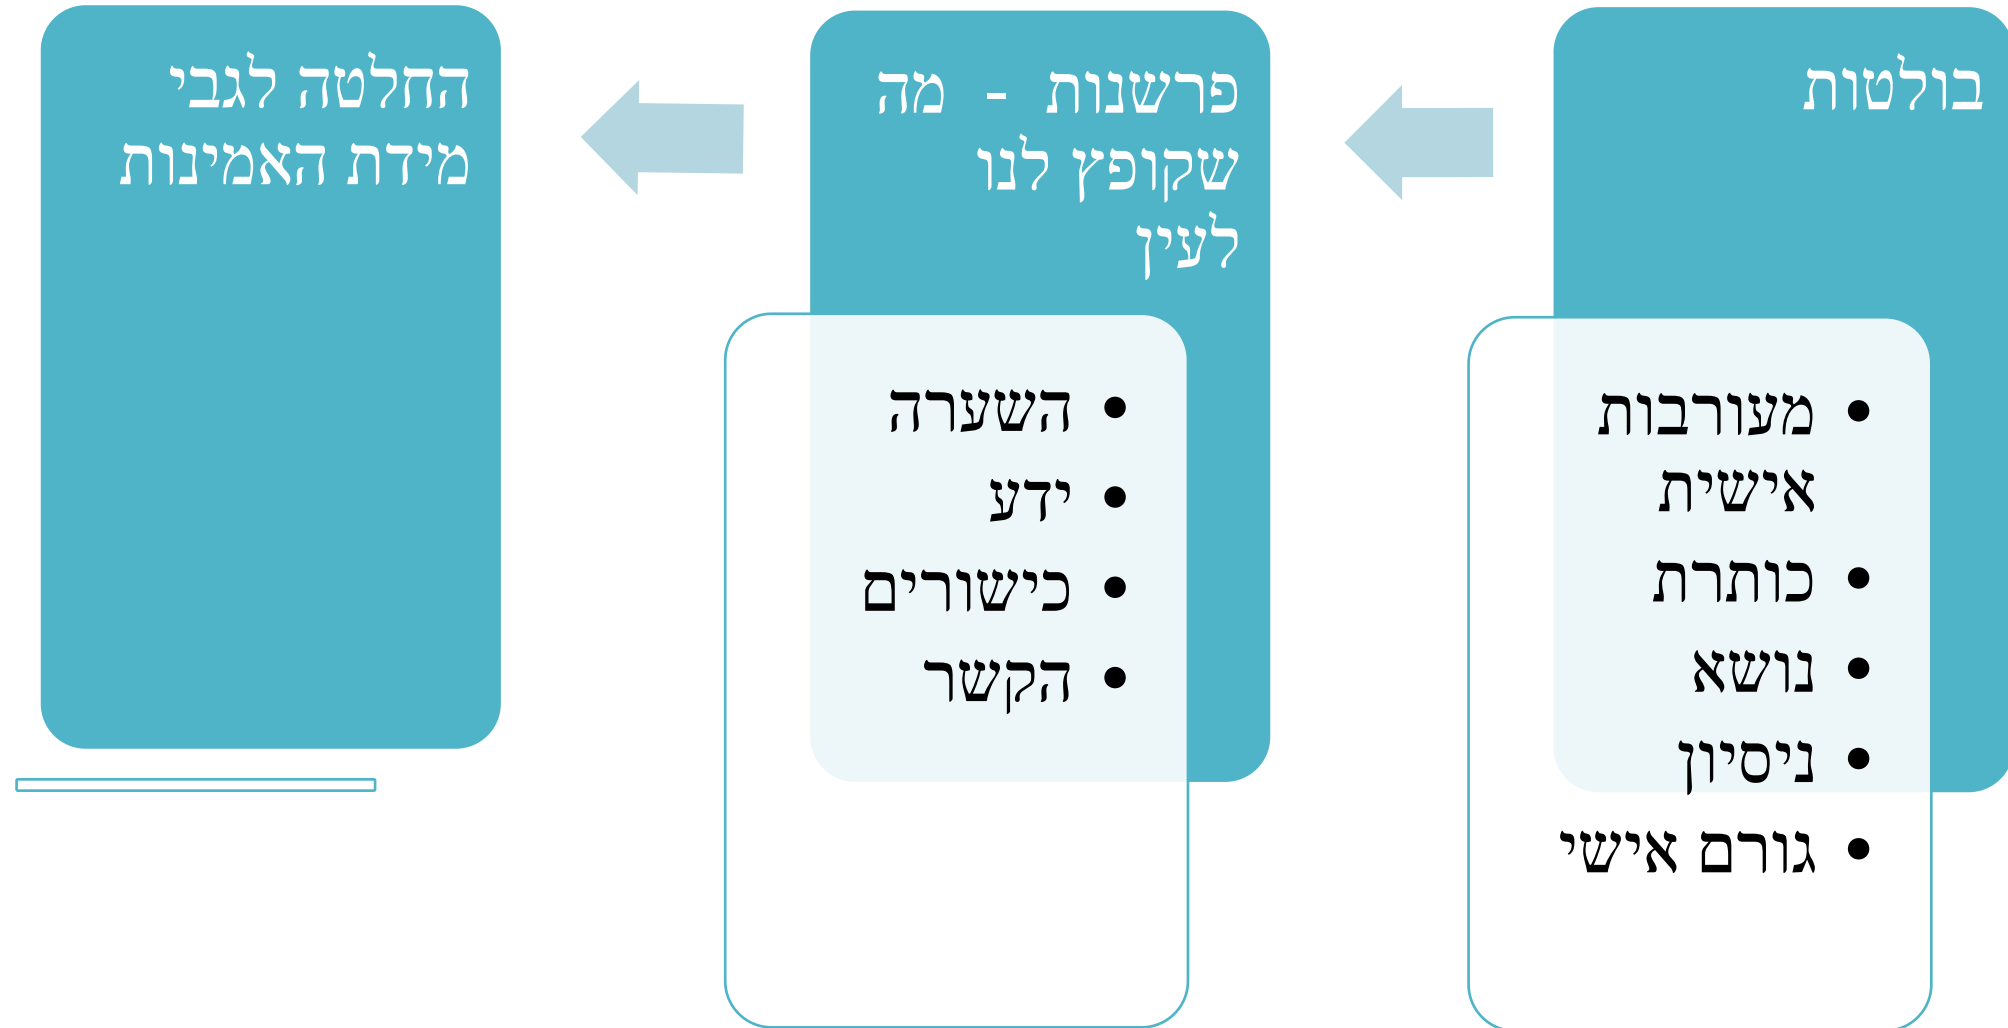 בולטות
• מעורבות
אישית
• כותרת
• נושא
• ניסיון
• גורם אישי
פרשנות - מה
שקופץ לנו
לעין
• השערה
• ידע
• כישורים
• הקשר
החלטה לגבי
מידת האמינות